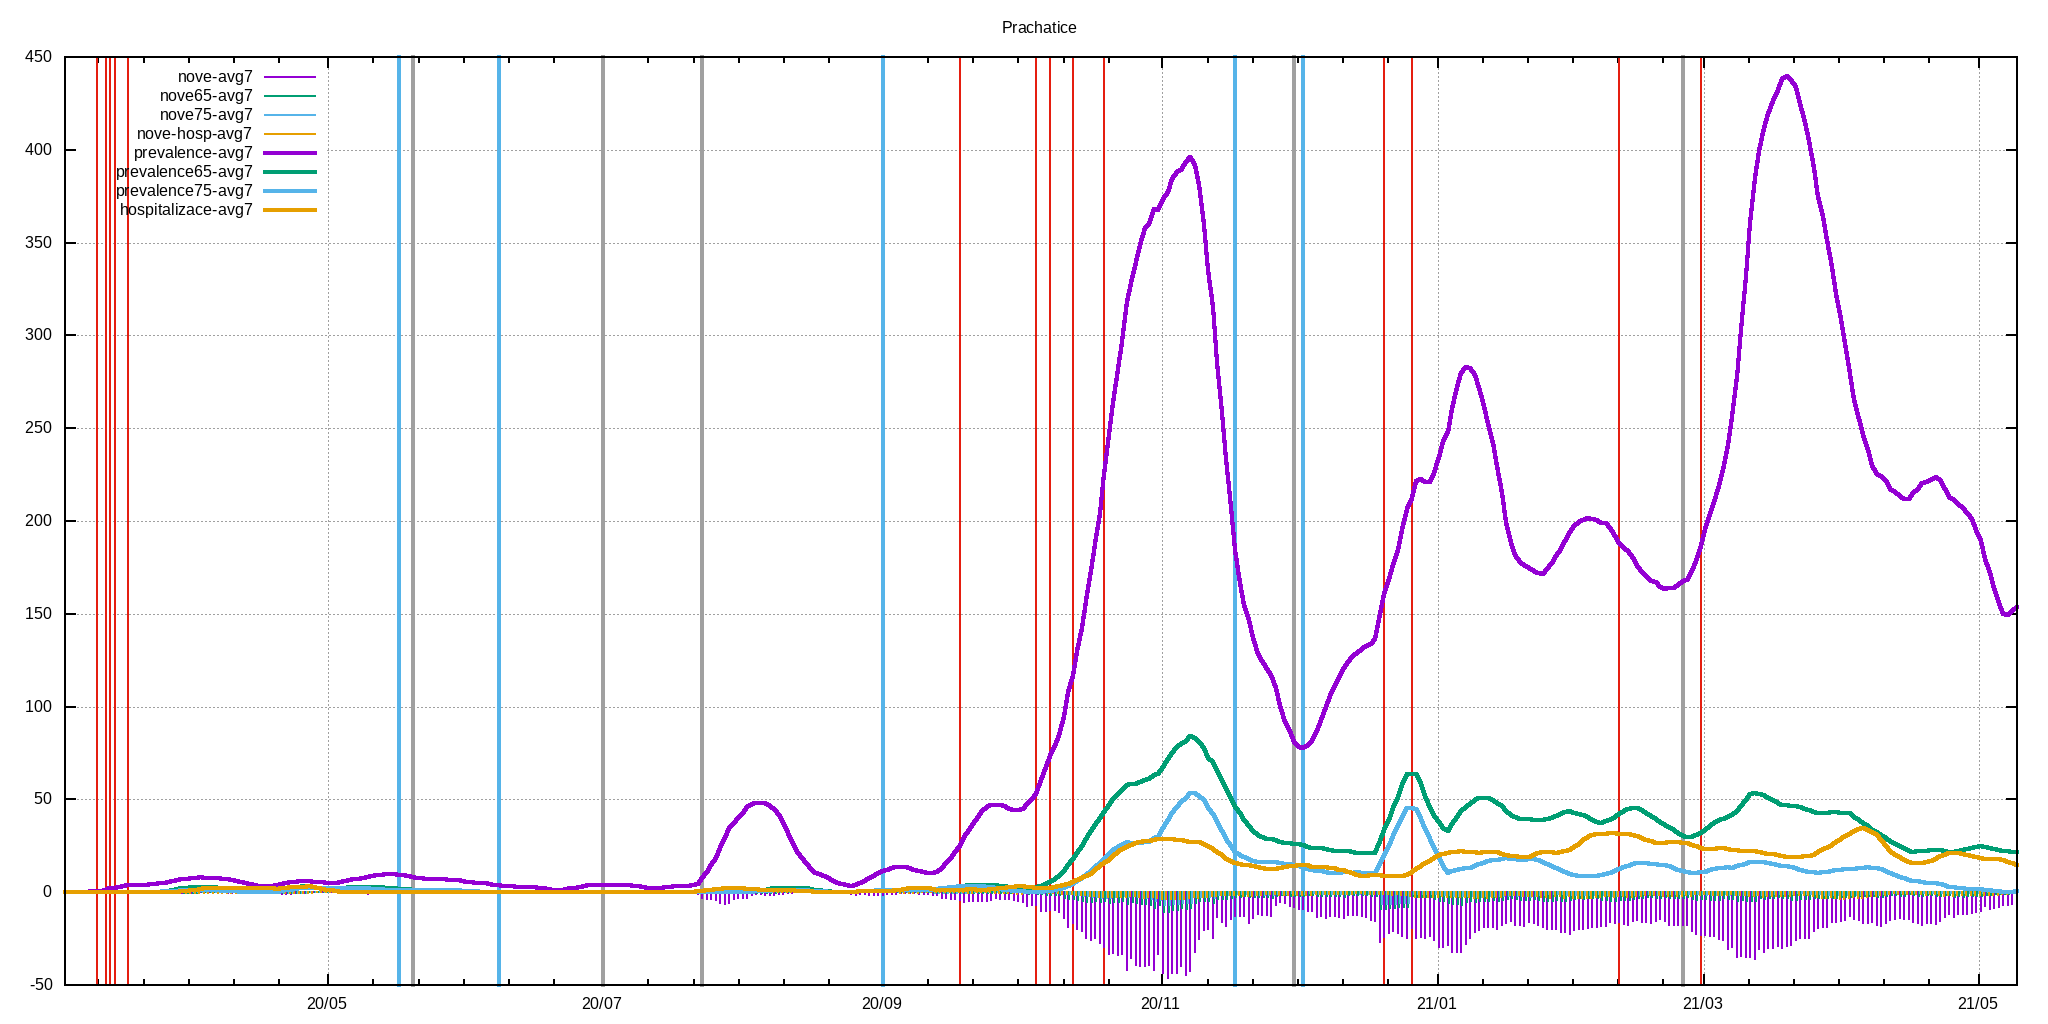 Prachatice
450
400
350
300
250
200
150
100
50
0
-50
nove-avg7
nove65-avg7
nove75-avg7
nove-hosp-avg7
prevalence-avg7
prevalence65-avg7
prevalence75-avg7
hospitalizace-avg7
20/05 20/07 20/09 20/11 21/01 21/03 21/05